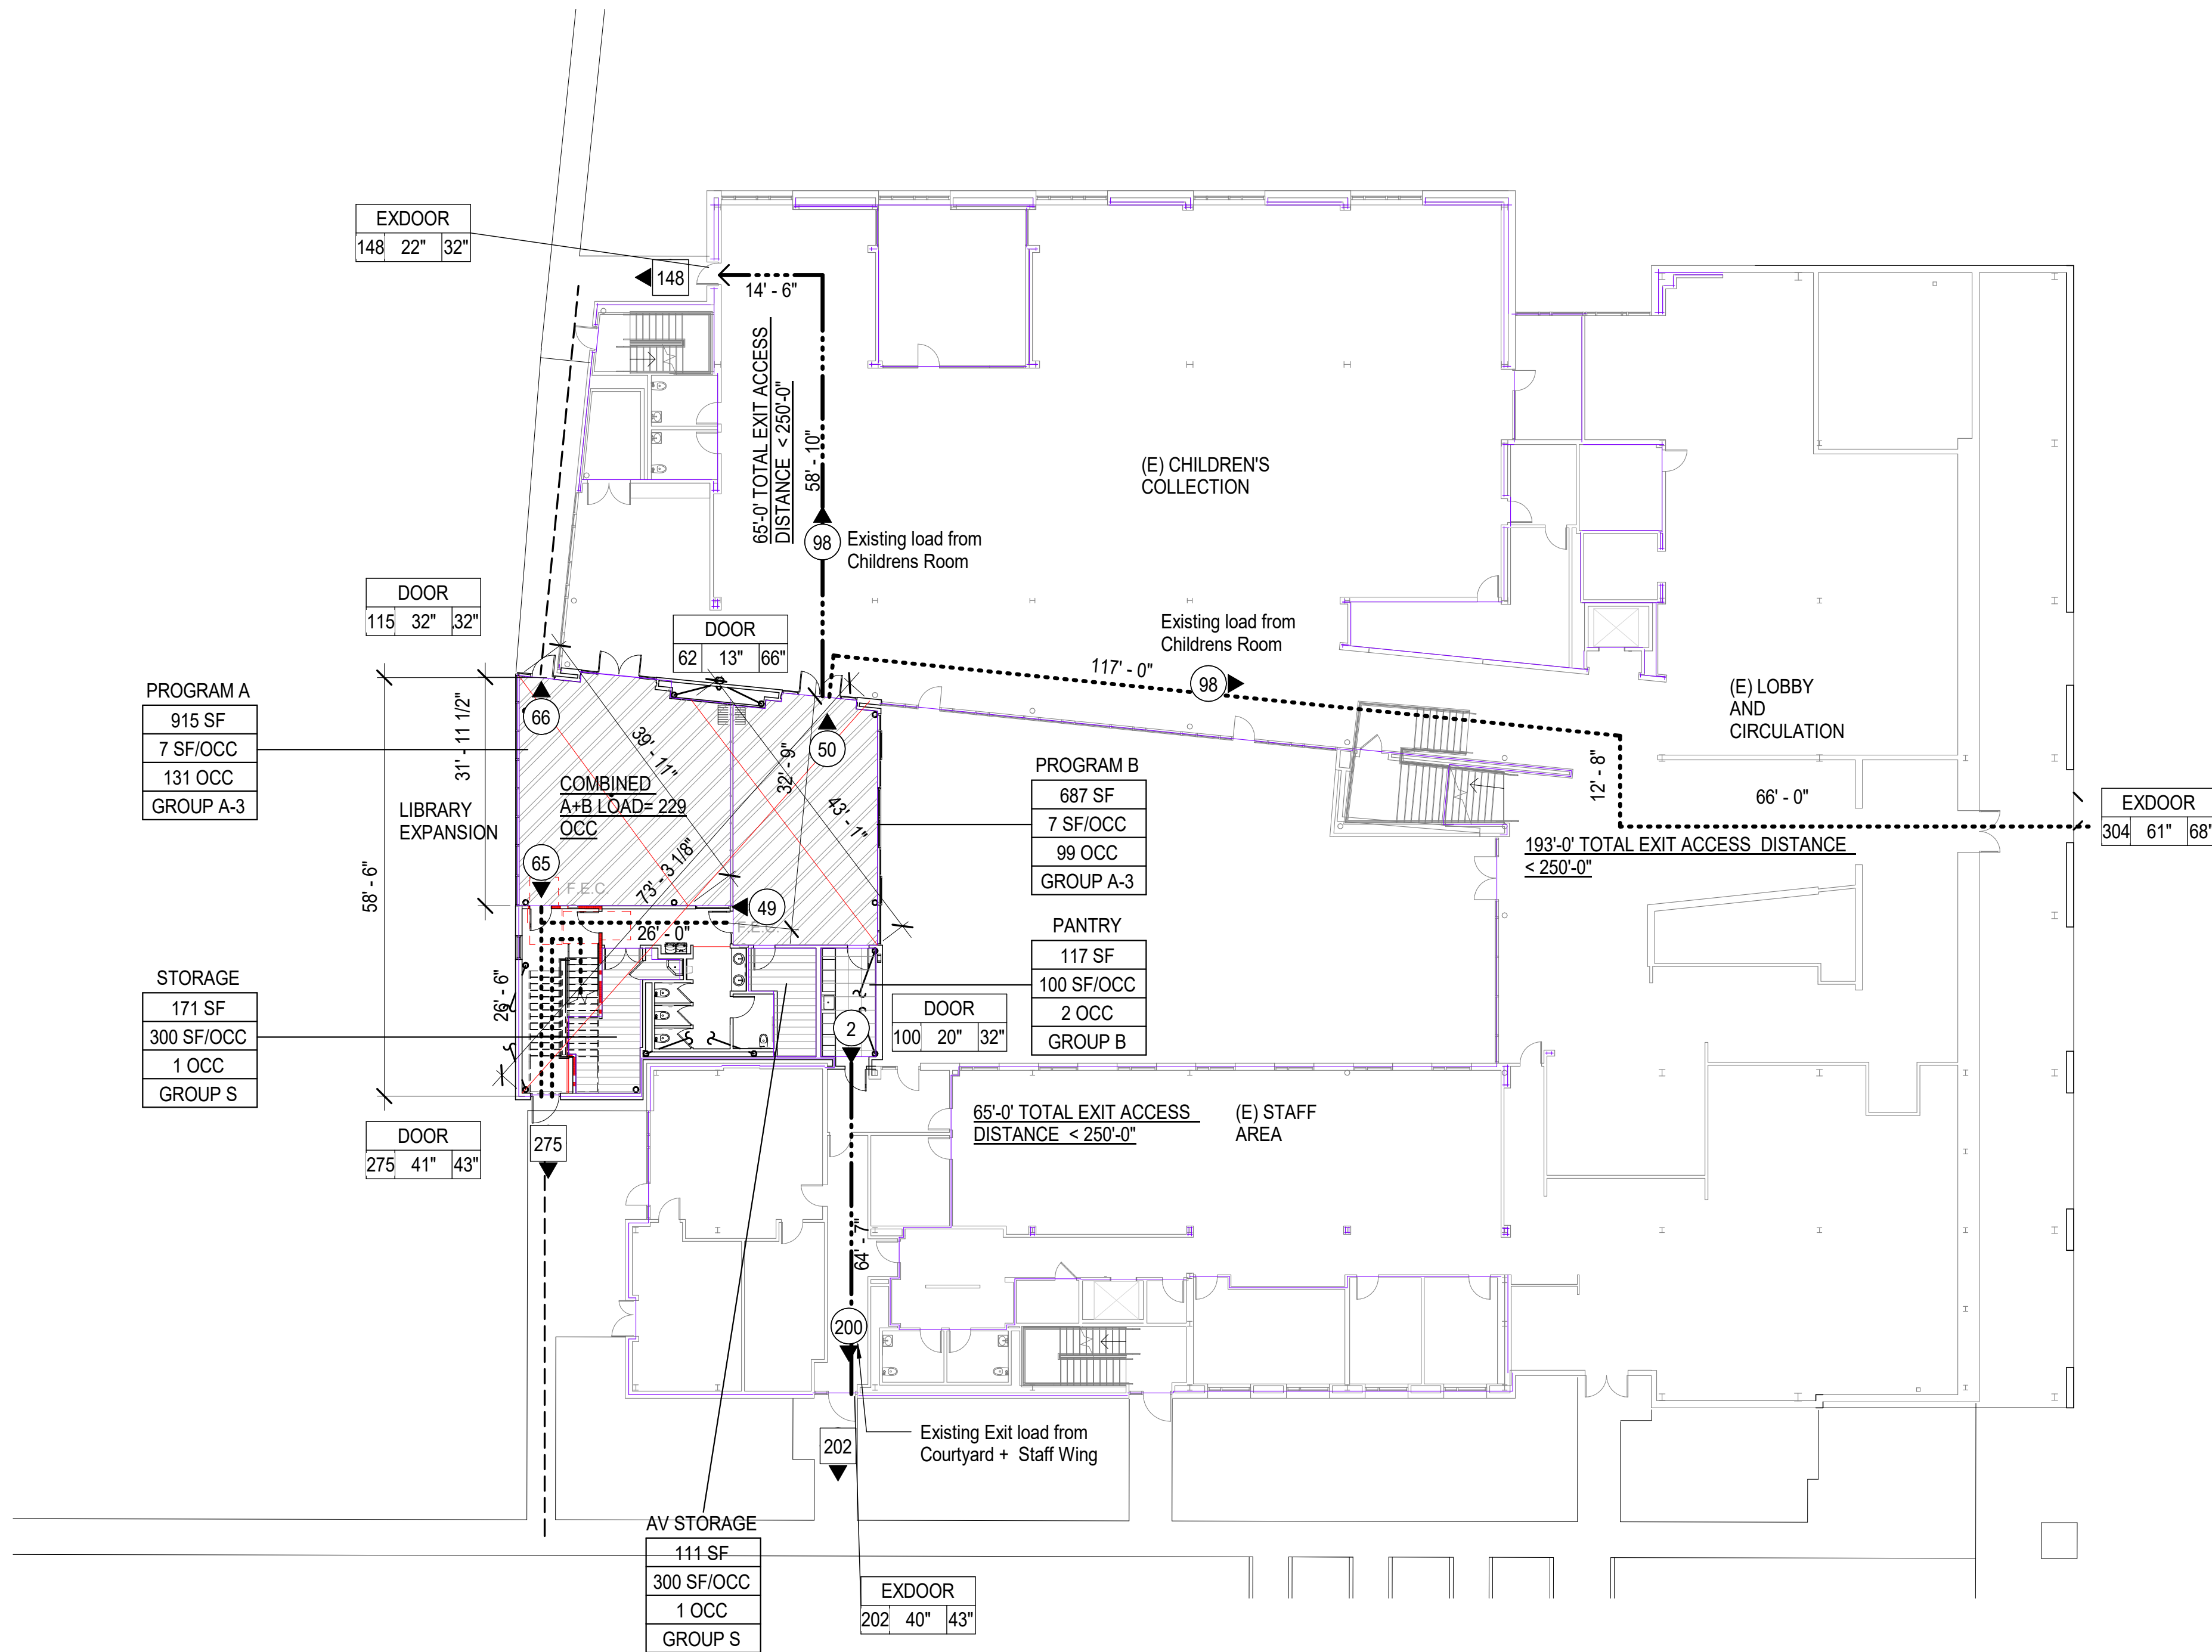 EXDOOR
148 22" 32"
148
14' - 6"
65'-0' TOTAL EXIT ACCESS
DISTANCE < 250'-0"
58' - 10"
98
Existing load from
Childrens Room
(E) CHILDREN'S
COLLECTION
DOOR
115 32" 32"
DOOR
62 13" 66"
Existing load from
Childrens Room
117' - 0"
98
(E) LOBBY
AND
CIRCULATION
12' - 8"
66' - 0"
EXDOOR
304 61" 68"
193'-0' TOTAL EXIT ACCESS DISTANCE
< 250'-0"
PROGRAM A
915 SF
7 SF/OCC
131 OCC
GROUP A-3
31' - 11 1/2"
58' - 6"
LIBRARY
EXPANSION
66
50
39' - 11"
32' - 9"
43' - 1"
COMBINED
A+B LOAD= 229
OCC
73' - 3 1/8"
65
F.E.C.
49
F.E.C.
26' - 0"
26' - 6"
PROGRAM B
687 SF
7 SF/OCC
99 OCC
GROUP A-3
PANTRY
117 SF
100 SF/OCC
2 OCC
GROUP B
STORAGE
171 SF
300 SF/OCC
1 OCC
GROUP S
DOOR
100 20" 32"
2
DOOR
275 41" 43"
275
65'-0' TOTAL EXIT ACCESS
DISTANCE < 250'-0"
(E) STAFF
AREA
64' - 7"
200
Existing Exit load from
Courtyard + Staff Wing
202
AV STORAGE
111 SF
300 SF/OCC
1 OCC
GROUP S
EXDOOR
202 40" 43"